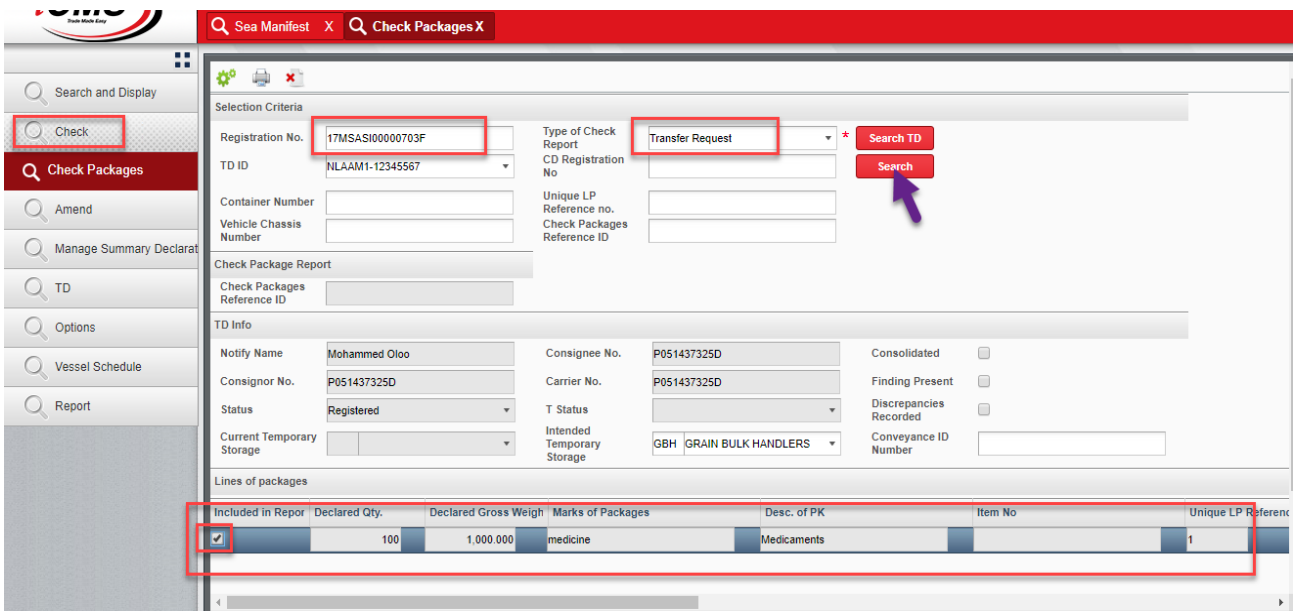 iCMS
Trade Made Easy
Sea Manifest X Check Packages X
Search and Display
Check
Check Packages
Amend
Manage Summary Declarat
TD
Options
Vessel Schedule
Report
Selection Criteria
Registration No. 17MSASI00000703F Type of Check Report Transfer Request * Search TD
TD ID NLAAM1-12345567 CD Registration No Search
Container Number Unique LP Reference no.
Vehicle Chassis Number Check Packages Reference ID
Check Package Report
Check Packages Reference ID
TD Info
Notify Name Mohammed Oloo Consignee No. P051437325D Consolidated
Consignor No. P051437325D Carrier No. P051437325D Finding Present
Status Registered T Status Discrepancies Recorded
Current Temporary Storage Intended Temporary Storage GBH GRAIN BULK HANDLERS Conveyance ID Number
Lines of packages
Included in Repor Declared Qty. Declared Gross Weigh Marks of Packages Desc. of PK Item No Unique LP Referenc
100 1,000.000 medicine Medicaments 1